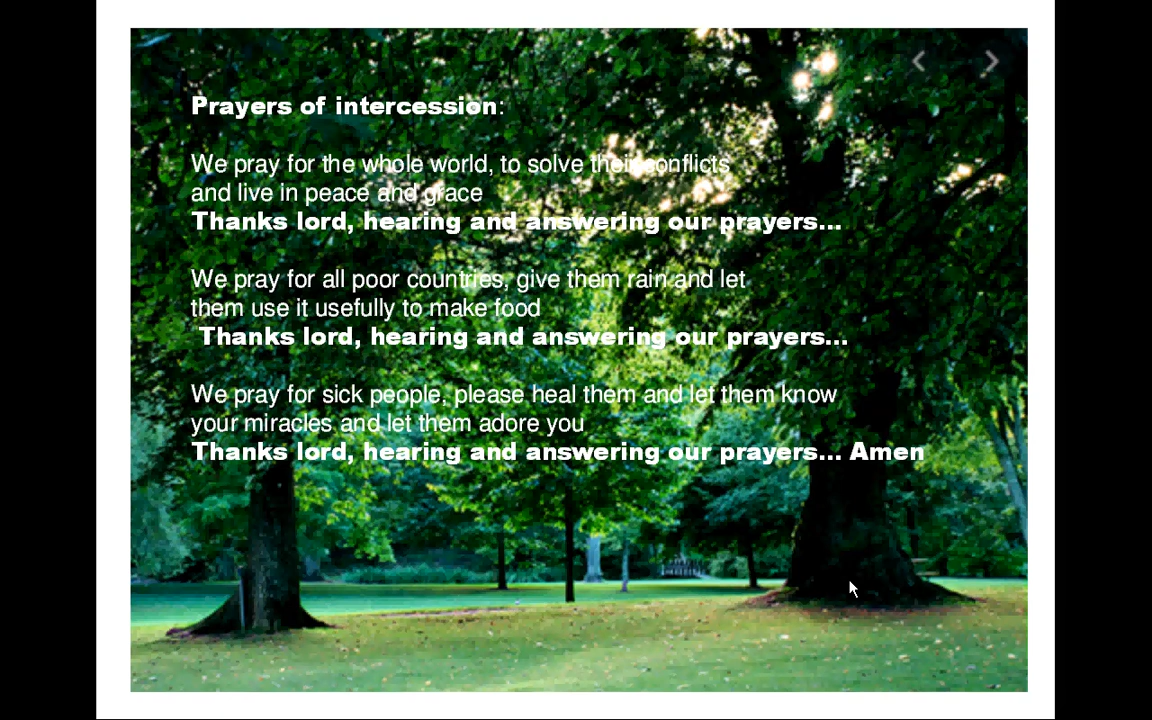 Prayers of intercession:
We pray for the whole world, to solve their conflicts
and live in peace and grace
Thanks lord, hearing and answering our prayers...
We pray for all poor countries, give them rain and let
them use it usefully to make food
Thanks lord, hearing and answering our prayers...
We pray for sick people, please heal them and let them know
your miracles and let them adore you
Thanks lord, hearing and answering our prayers... Amen